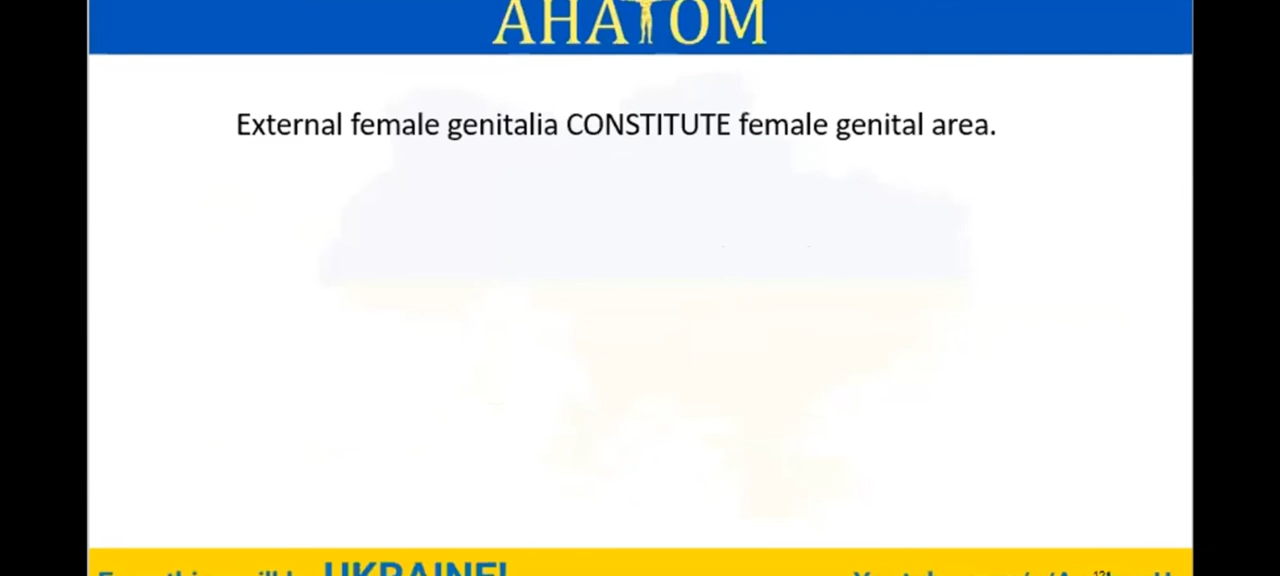 АНАТОМ
External female genitalia CONSTITUTE female genital area.
UKRAINE!